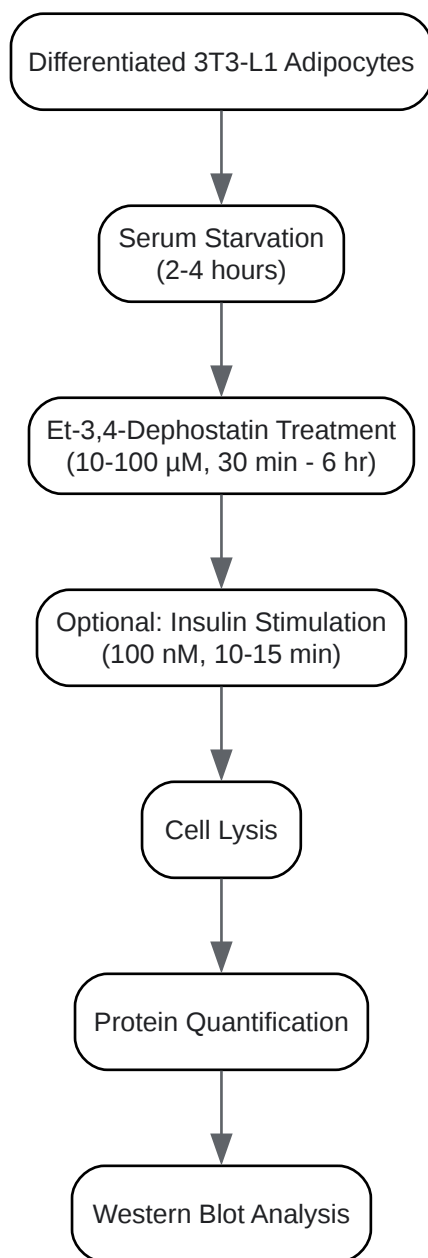 Differentiated 3T3-L1 Adipocytes
Serum Starvation
(2-4 hours)
Et-3,4-Dephostatin Treatment
(10-100 µM, 30 min - 6 hr)
Optional: Insulin Stimulation
(100 nM, 10-15 min)
Cell Lysis
Protein Quantification
Western Blot Analysis